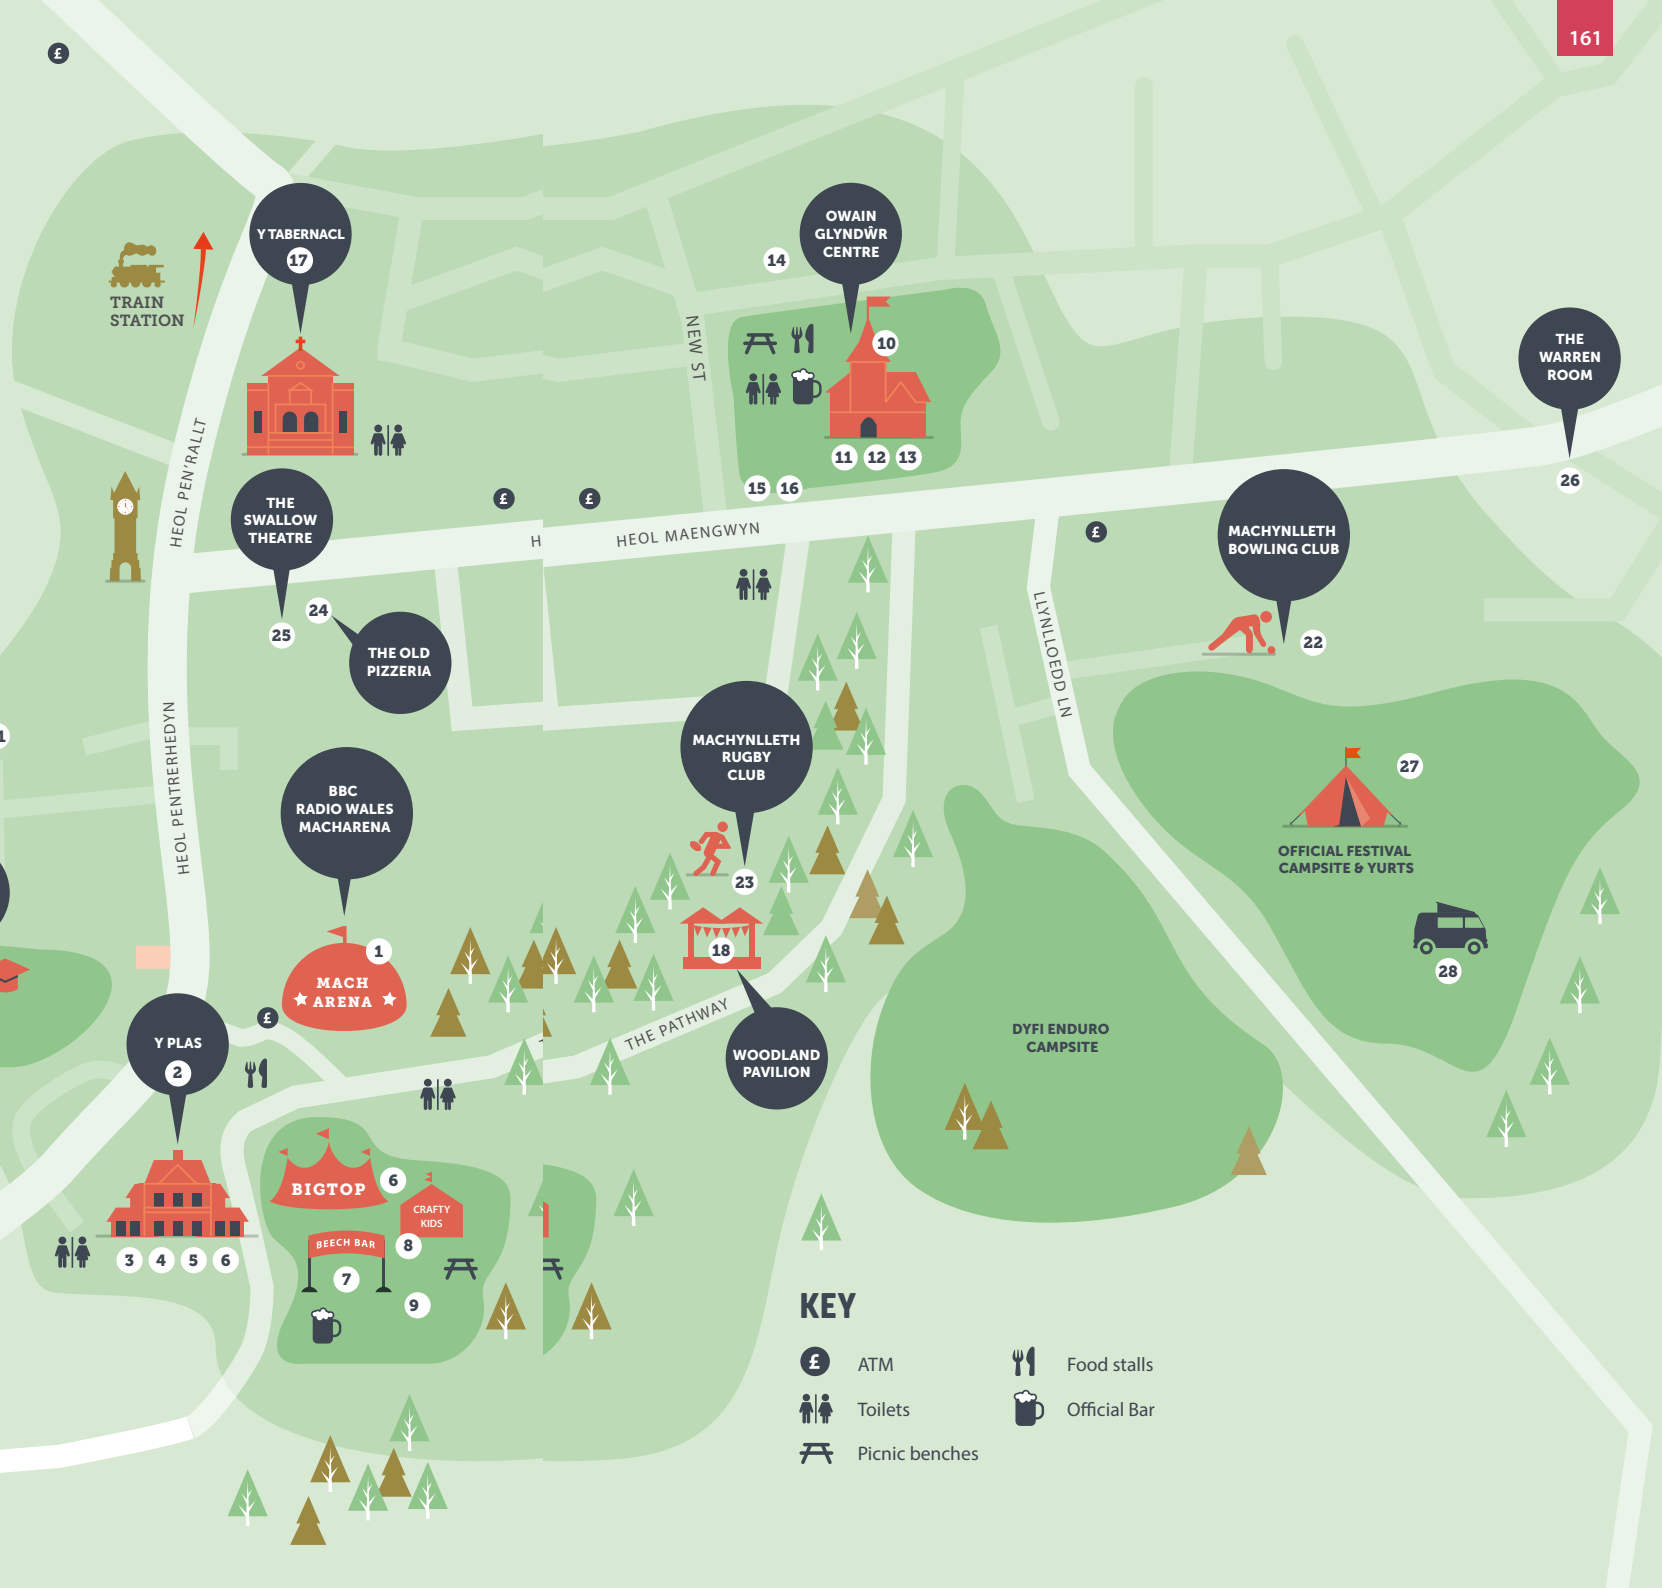 161
£
Y TABERNACL
17
OWAIN
GLYNDŴR
CENTRE
14
TRAIN
STATION
NEW ST
10
THE
WARREN
ROOM
HEOL PEN'RALLT
11 12 13
15 16
26
THE
SWALLOW
THEATRE
£
£
H
HEOL MAENGWYN
£
MACHYNLLETH
BOWLING CLUB
24
25
THE OLD
PIZZERIA
LLYNLLOEDD LN
22
HEOL PENTRERHEDYN
1
MACHYNLLETH
RUGBY
CLUB
27
BBC
RADIO WALES
MACHARENA
OFFICIAL FESTIVAL
CAMPSITE & YURTS
23
1
MACH
ARENA
18
28
£
Y PLAS
2
THE PATHWAY
WOODLAND
PAVILION
DYFI ENDURO
CAMPSITE
BIGTOP
6
CRAFTY
KIDS
BEECH BAR
8
3 4 5 6
7
9
KEY
£ ATM
Food stalls
Toilets
Official Bar
Picnic benches